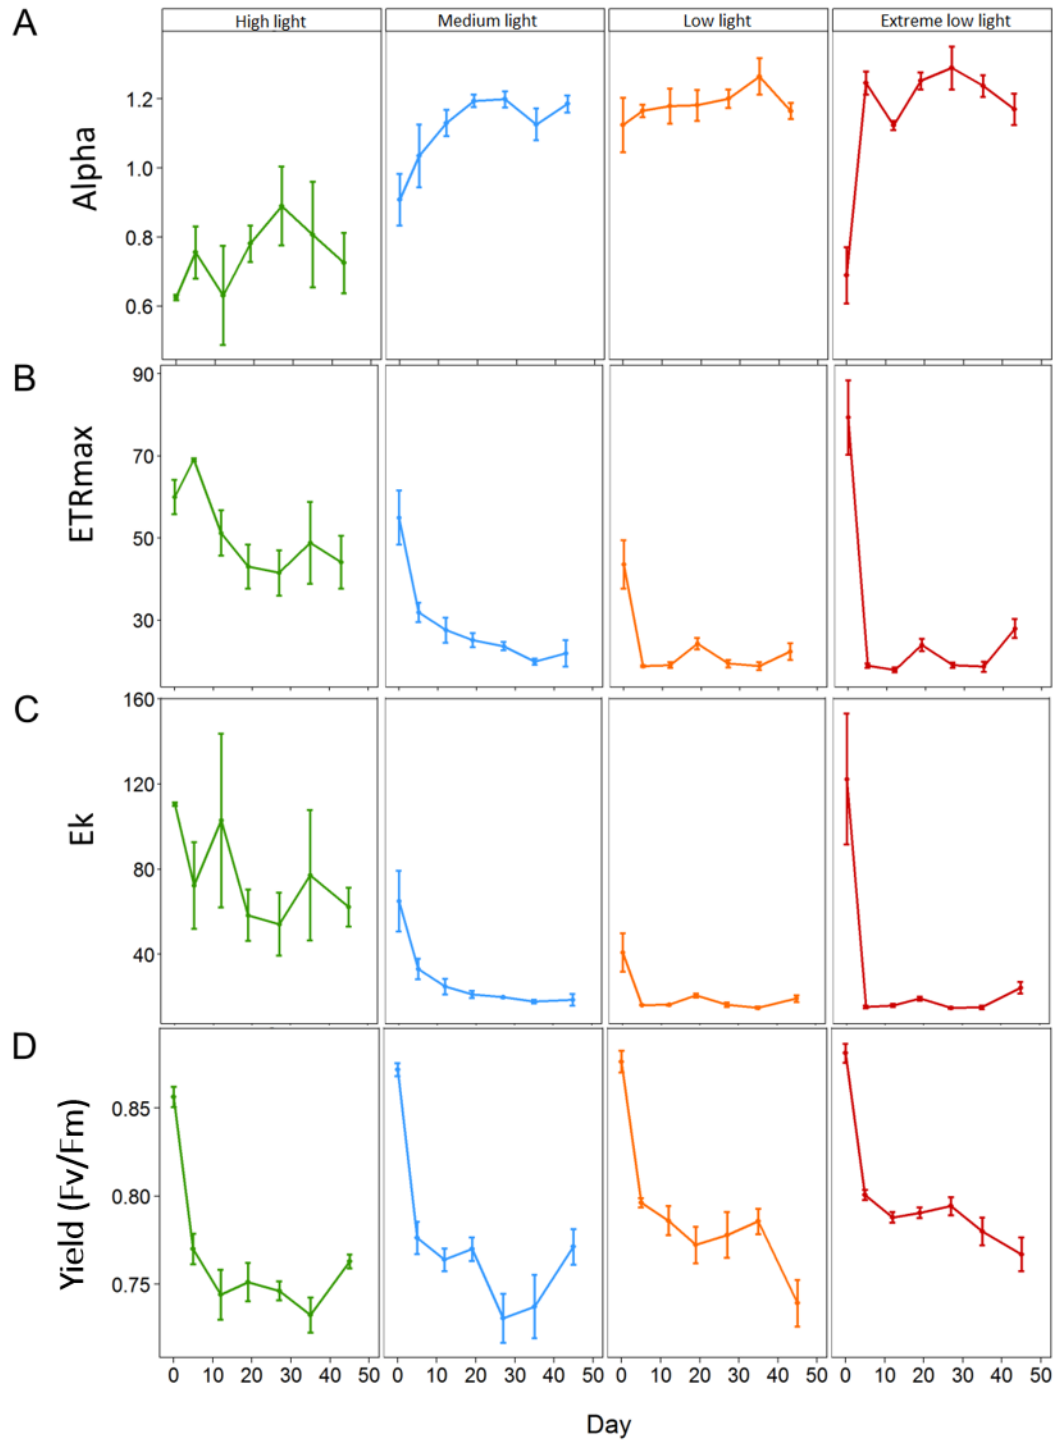 A
High light
Medium light
Low light
Extreme low light
Alpha
1.2
1.0
0.8
0.6
B
ETRmax
90
70
50
30
C
Ek
160
120
80
40
D
Yield (Fv/Fm)
0.85
0.80
0.75
0 10 20 30 40 50 0 10 20 30 40 50 0 10 20 30 40 50 0 10 20 30 40 50
Day